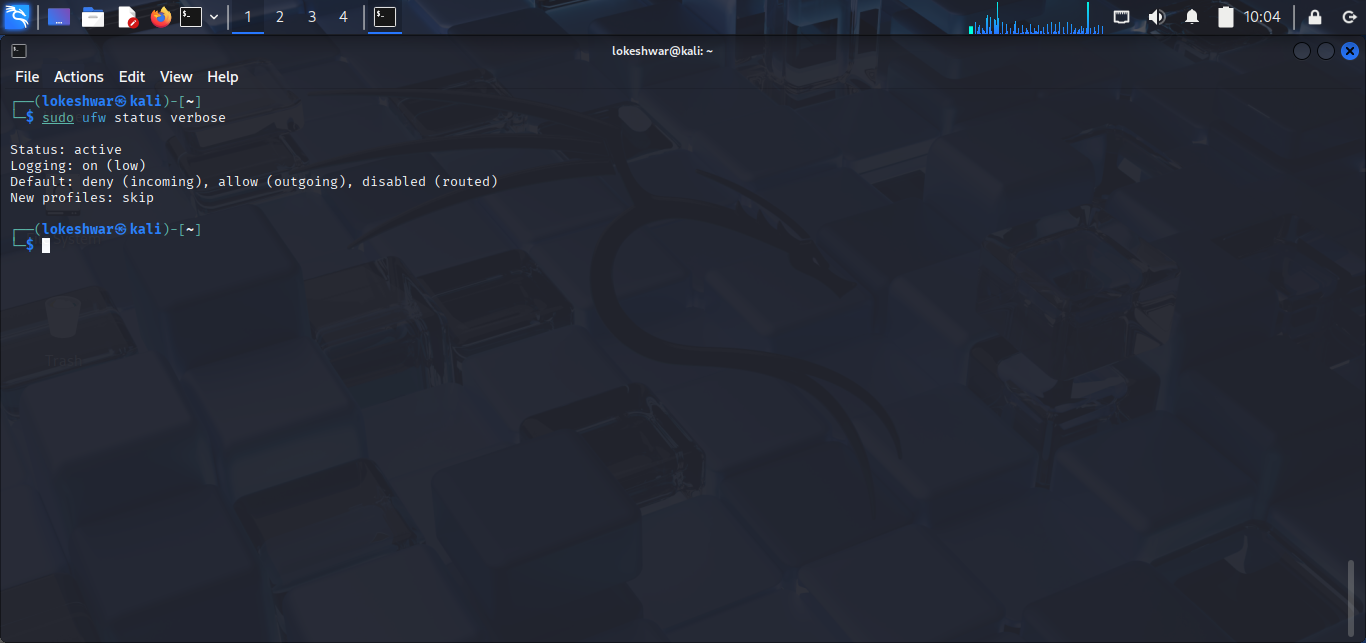 1 2 3 4 10:04
lokeshwar@kali: ~
File Actions Edit View Help
┌──(lokeshwar㉿kali)-[~]
└─$ sudo ufw status verbose
Status: active
Logging: on (low)
Default: deny (incoming), allow (outgoing), disabled (routed)
New profiles: skip
┌──(lokeshwar㉿kali)-[~]
└─$
Trash